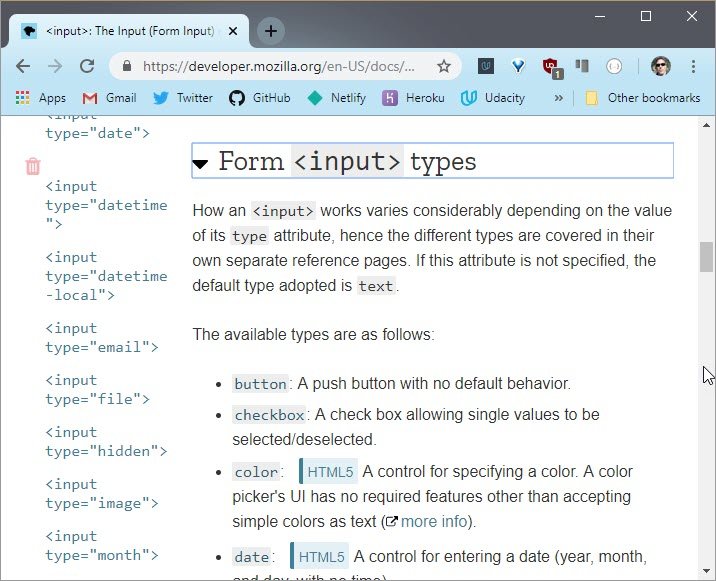 <input>: The Input (Form Input)
https://developer.mozilla.org/en-US/docs/...
1
Apps Gmail Twitter GitHub Netlify Heroku Udacity » Other bookmarks
<input
type="date">
<input
type="datetime
">
<input
type="datetime
-local">
<input
type="email">
<input
type="file">
<input
type="hidden">
<input
type="image">
<input
type="month">
Form <input> types
How an <input> works varies considerably depending on the value
of its type attribute, hence the different types are covered in their
own separate reference pages. If this attribute is not specified, the
default type adopted is text.
The available types are as follows:
• button: A push button with no default behavior.
• checkbox: A check box allowing single values to be
selected/deselected.
• color: HTML5 A control for specifying a color. A color
picker's UI has no required features other than accepting
simple colors as text (more info).
• date: HTML5 A control for entering a date (year, month,
and day, with no time).